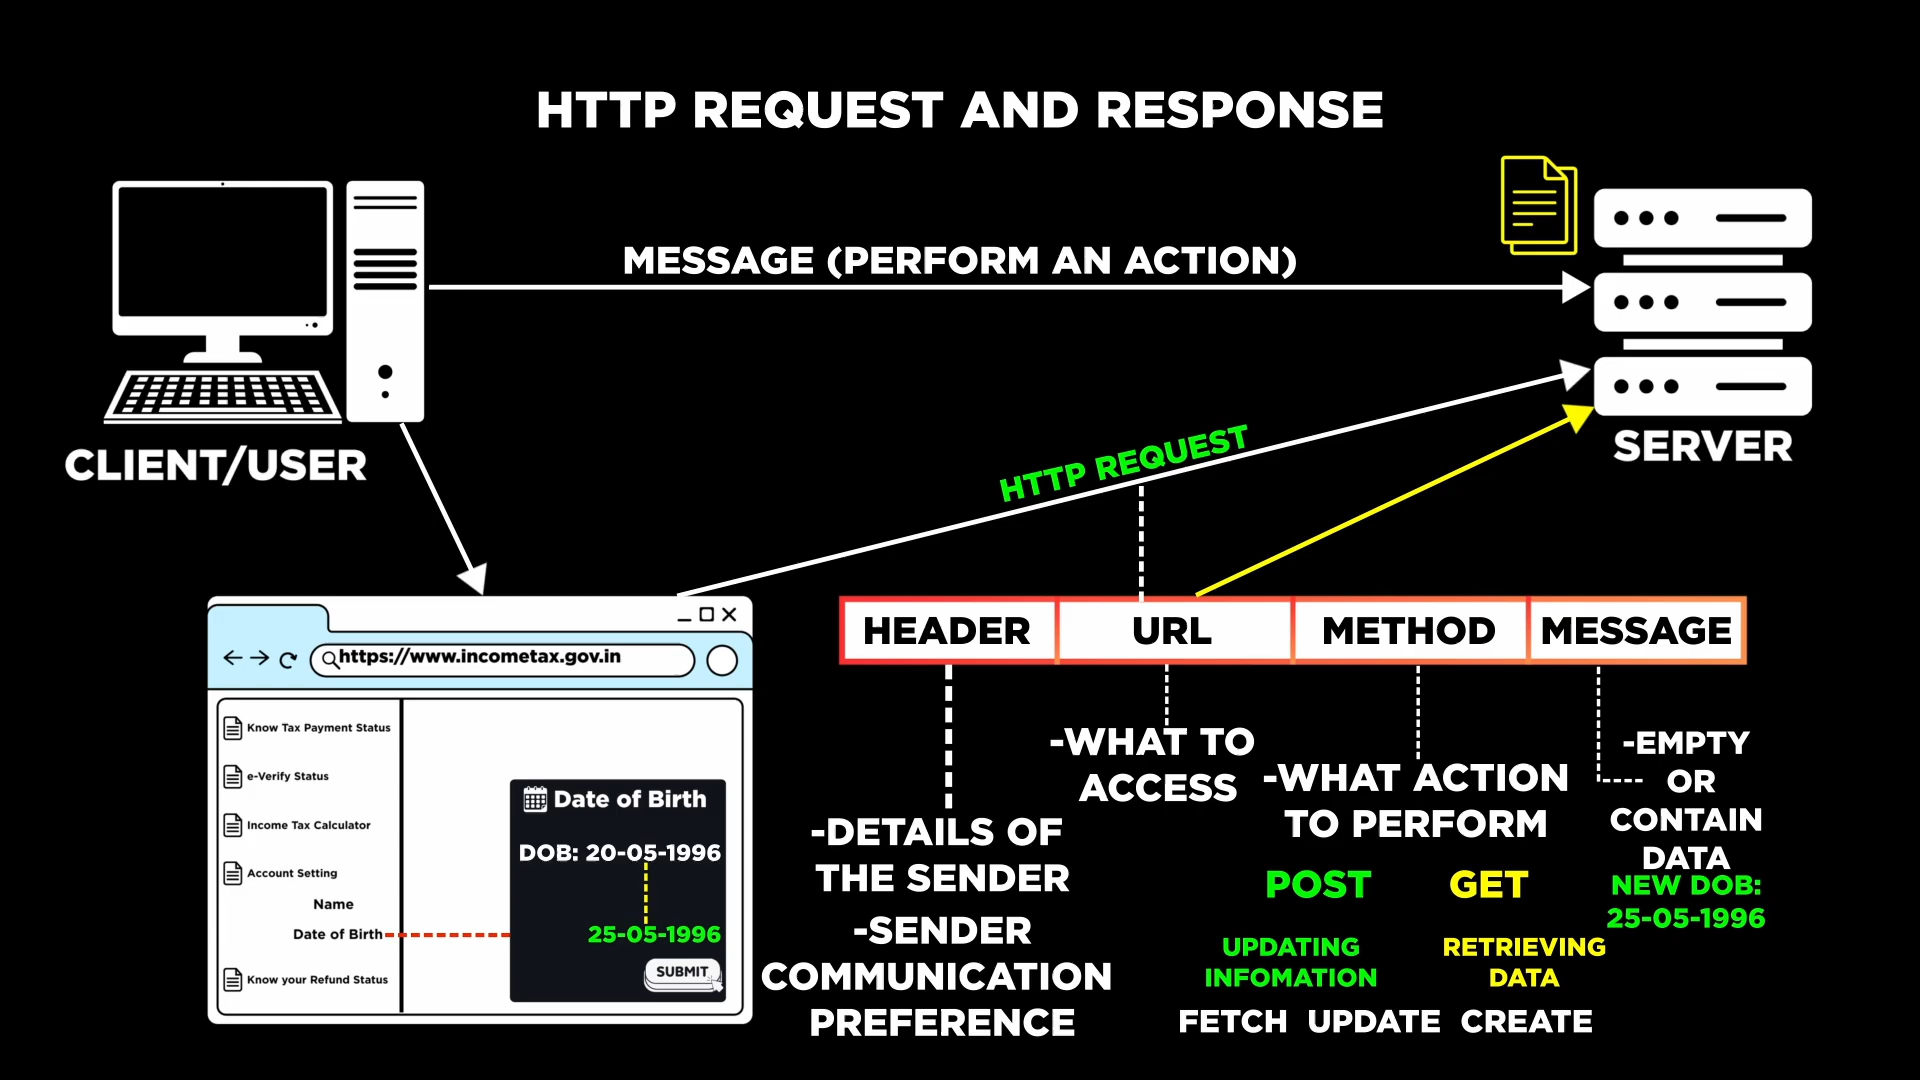 HTTP REQUEST AND RESPONSE
MESSAGE (PERFORM AN ACTION)
CLIENT/USER
SERVER
HTTP REQUEST
https://www.incometax.gov.in
Know Tax Payment Status
e-Verify Status
Income Tax Calculator
Account Setting
Name
Date of Birth
Know your Refund Status
Date of Birth
DOB: 20-05-1996
25-05-1996
SUBMIT
HEADER
URL
METHOD
MESSAGE
-DETAILS OF
THE SENDER
-SENDER
COMMUNICATION
PREFERENCE
-WHAT TO
ACCESS
-WHAT ACTION
TO PERFORM
POST
GET
UPDATING
INFOMATION
RETRIEVING
DATA
FETCH UPDATE CREATE
-EMPTY
OR
CONTAIN
DATA
NEW DOB:
25-05-1996